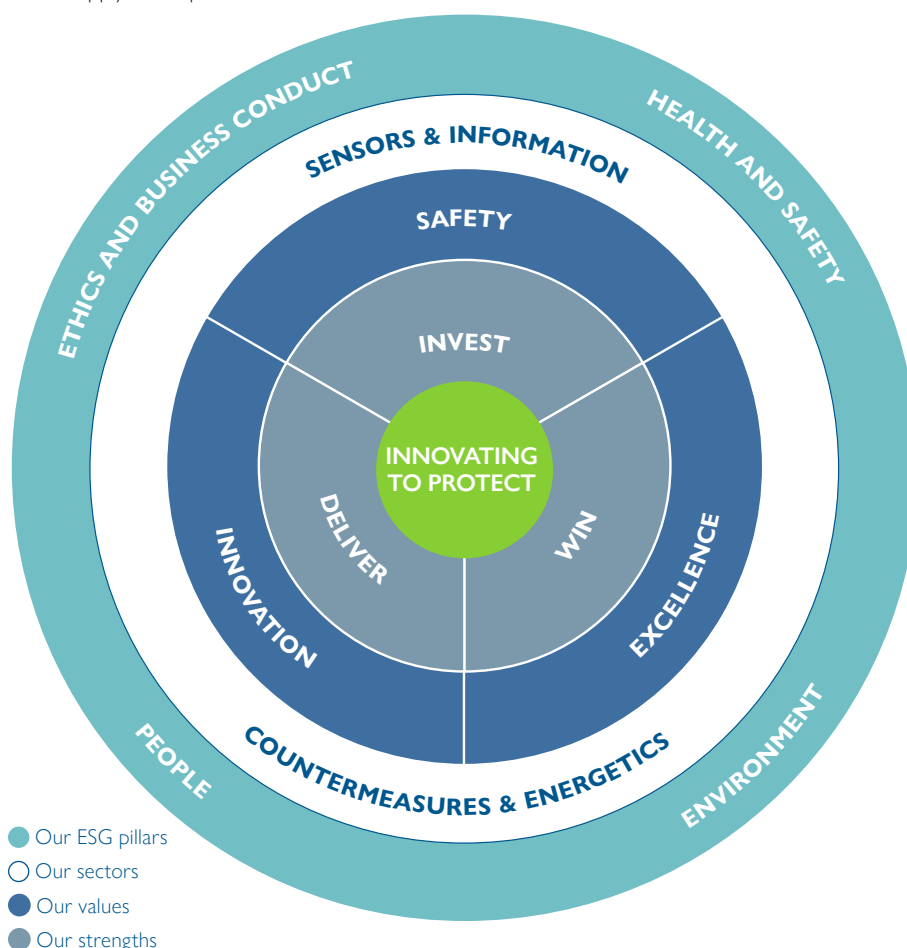 ETHICS AND BUSINESS CONDUCT
HEALTH AND SAFETY
SENSORS & INFORMATION
SAFETY
INVEST
INNOVATING
TO PROTECT
DELIVER
WIN
INNOVATION
EXCELLENCE
COUNTERMEASURES & ENERGETICS
PEOPLE
ENVIRONMENT
Our ESG pillars
Our sectors
Our values
Our strengths